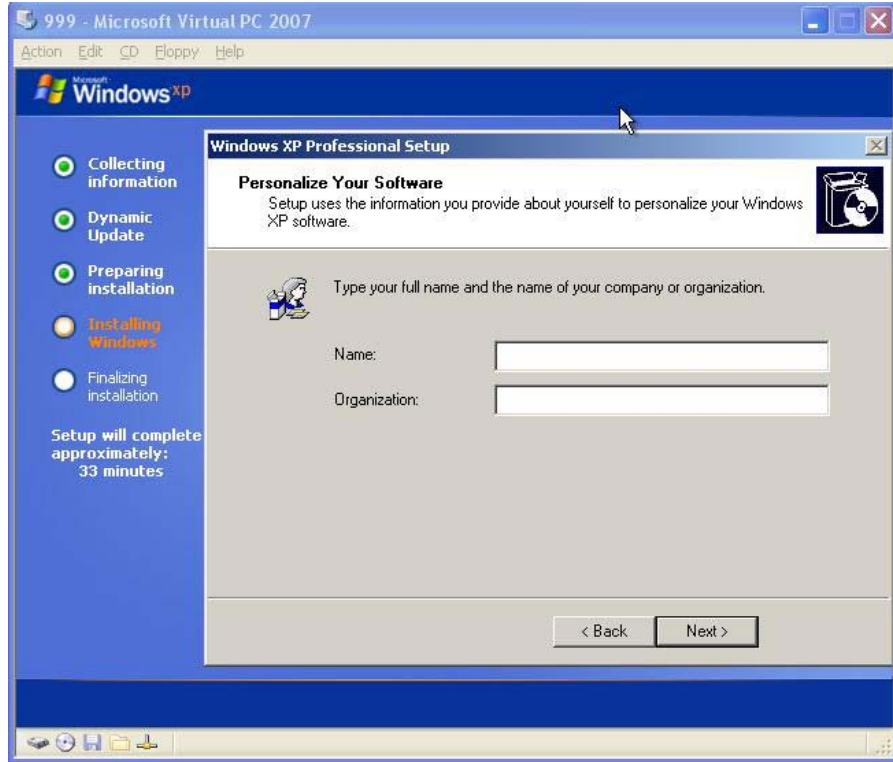 999 - Microsoft Virtual PC 2007
Action Edit CD Floppy Help
Microsoft
Windows xp
Collecting
information
Dynamic
Update
Preparing
installation
Installing
Windows
Finalizing
installation
Setup will complete
approximately:
33 minutes
Windows XP Professional Setup
Personalize Your Software
Setup uses the information you provide about yourself to personalize your Windows
XP software.
Type your full name and the name of your company or organization.
Name:
Organization:
< Back Next >